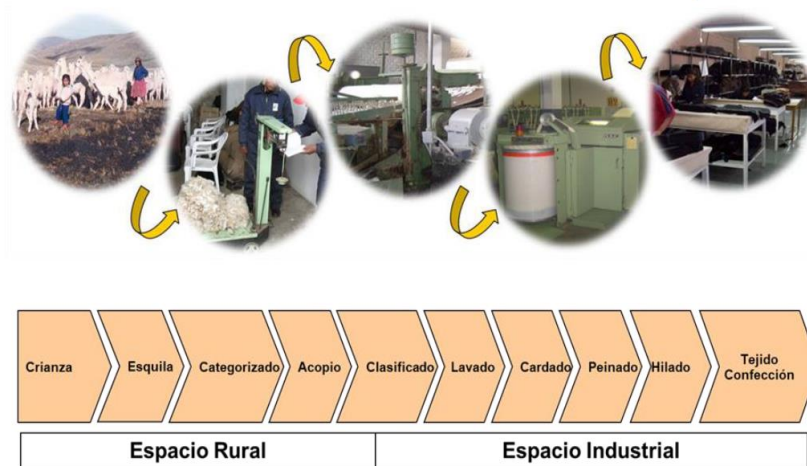 Crianza
Esquila
Categorizado
Acopio
Clasificado
Lavado
Cardado
Peinado
Hilado
Tejido
Confección
Espacio Rural
Espacio Industrial